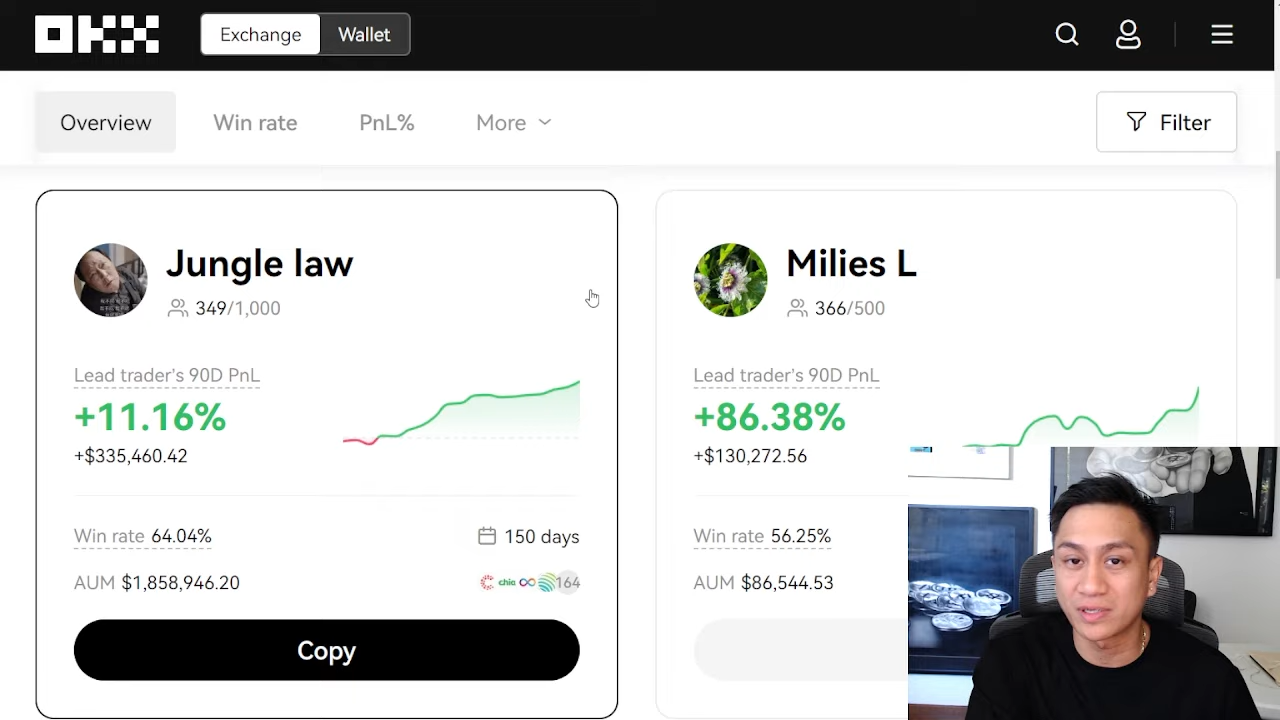 OKX
Exchange
Wallet
Overview
Win rate
PnL%
More
Filter
Jungle law
349/1,000
Lead trader's 90D PnL
+11.16%
+$335,460.42
Win rate 64.04%
150 days
AUM $1,858,946.20
chia
164
Copy
Milies L
366/500
Lead trader's 90D PnL
+86.38%
+$130,272.56
Win rate 56.25%
AUM $86,544.53